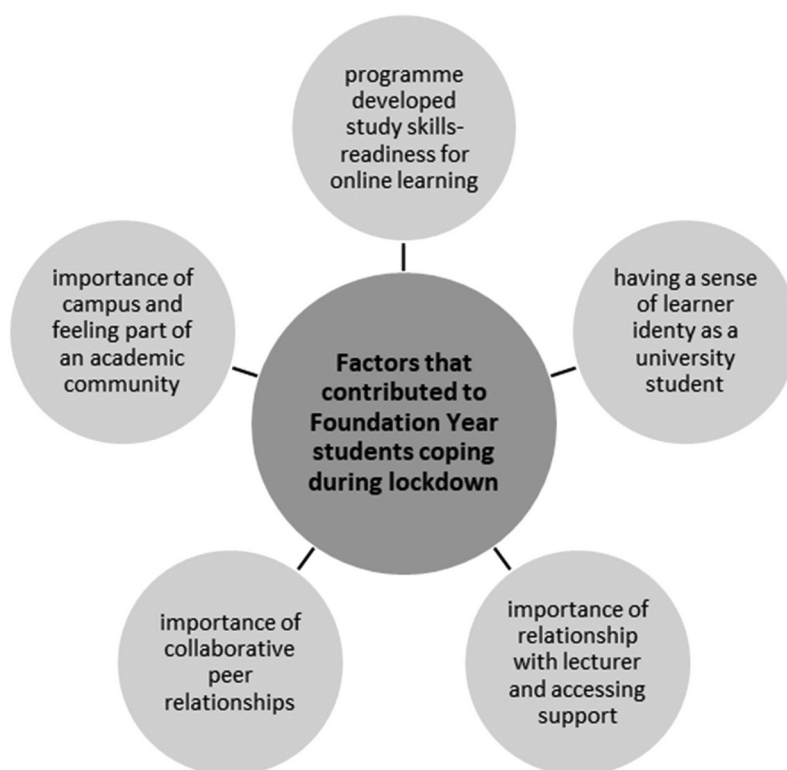 programme
developed
study skills-
readiness for
online learning
importance of
campus and
feeling part of
an academic
community
having a sense
of learner
identy as a
university
student
Factors that
contributed to
Foundation Year
students coping
during lockdown
importance of
collaborative
peer
relationships
importance of
relationship
with lecturer
and accessing
support